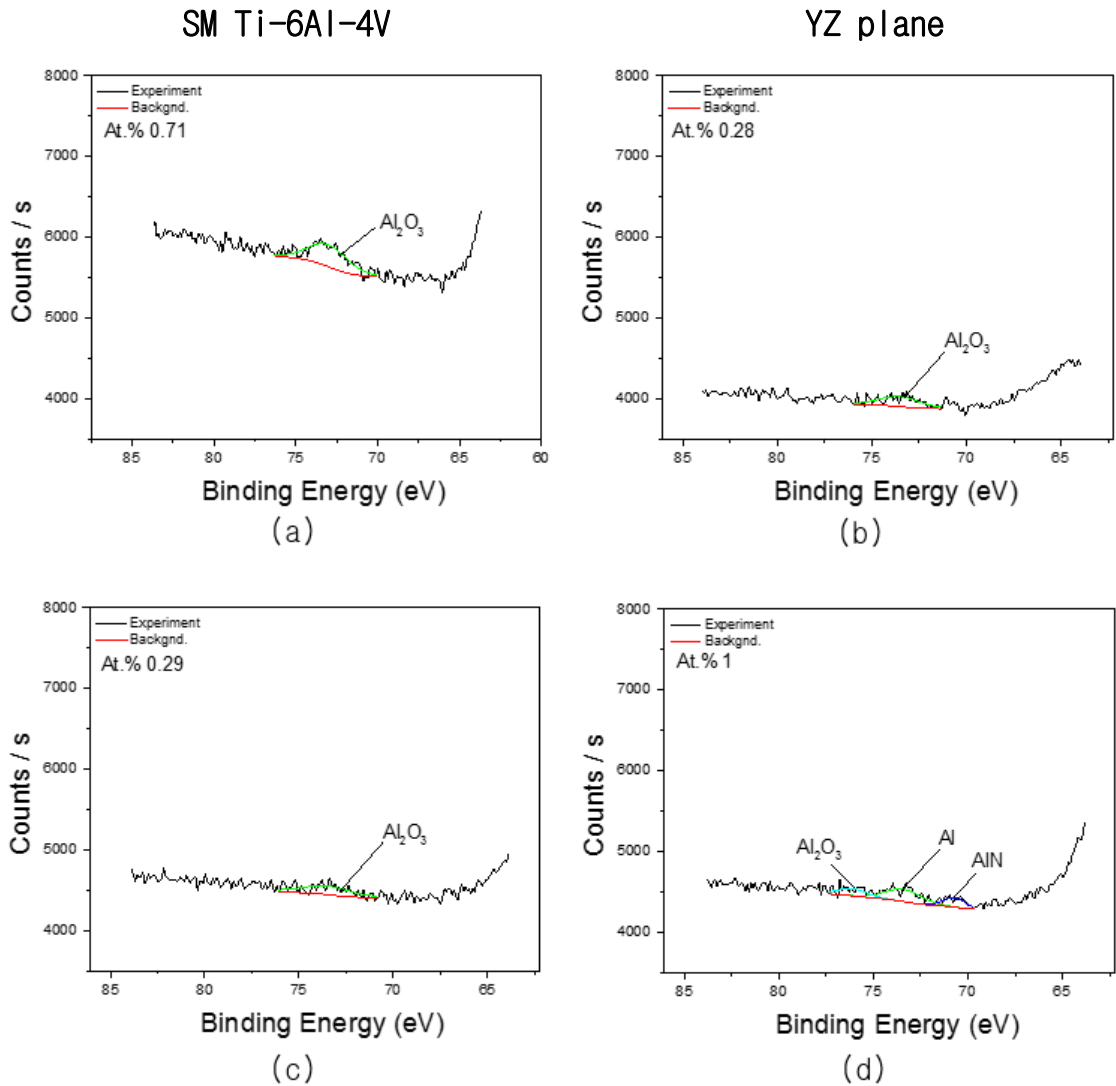 SM Ti-6Al-4V
YZ plane
8000
7000
6000
5000
4000
Counts / s
Experiment
Backgnd.
At.% 0.71
Al₂O₃
85
80
75
70
65
60
Binding Energy (eV)
(a)
8000
7000
6000
5000
4000
Counts / s
Experiment
Backgnd.
At.% 0.28
Al₂O₃
85
80
75
70
65
Binding Energy (eV)
(b)
8000
7000
6000
5000
4000
Counts / s
Experiment
Backgnd.
At.% 0.29
Al₂O₃
85
80
75
70
65
Binding Energy (eV)
(c)
8000
7000
6000
5000
4000
Counts / s
Experiment
Backgnd.
At.% 1
Al₂O₃
Al
AlN
85
80
75
70
65
Binding Energy (eV)
(d)